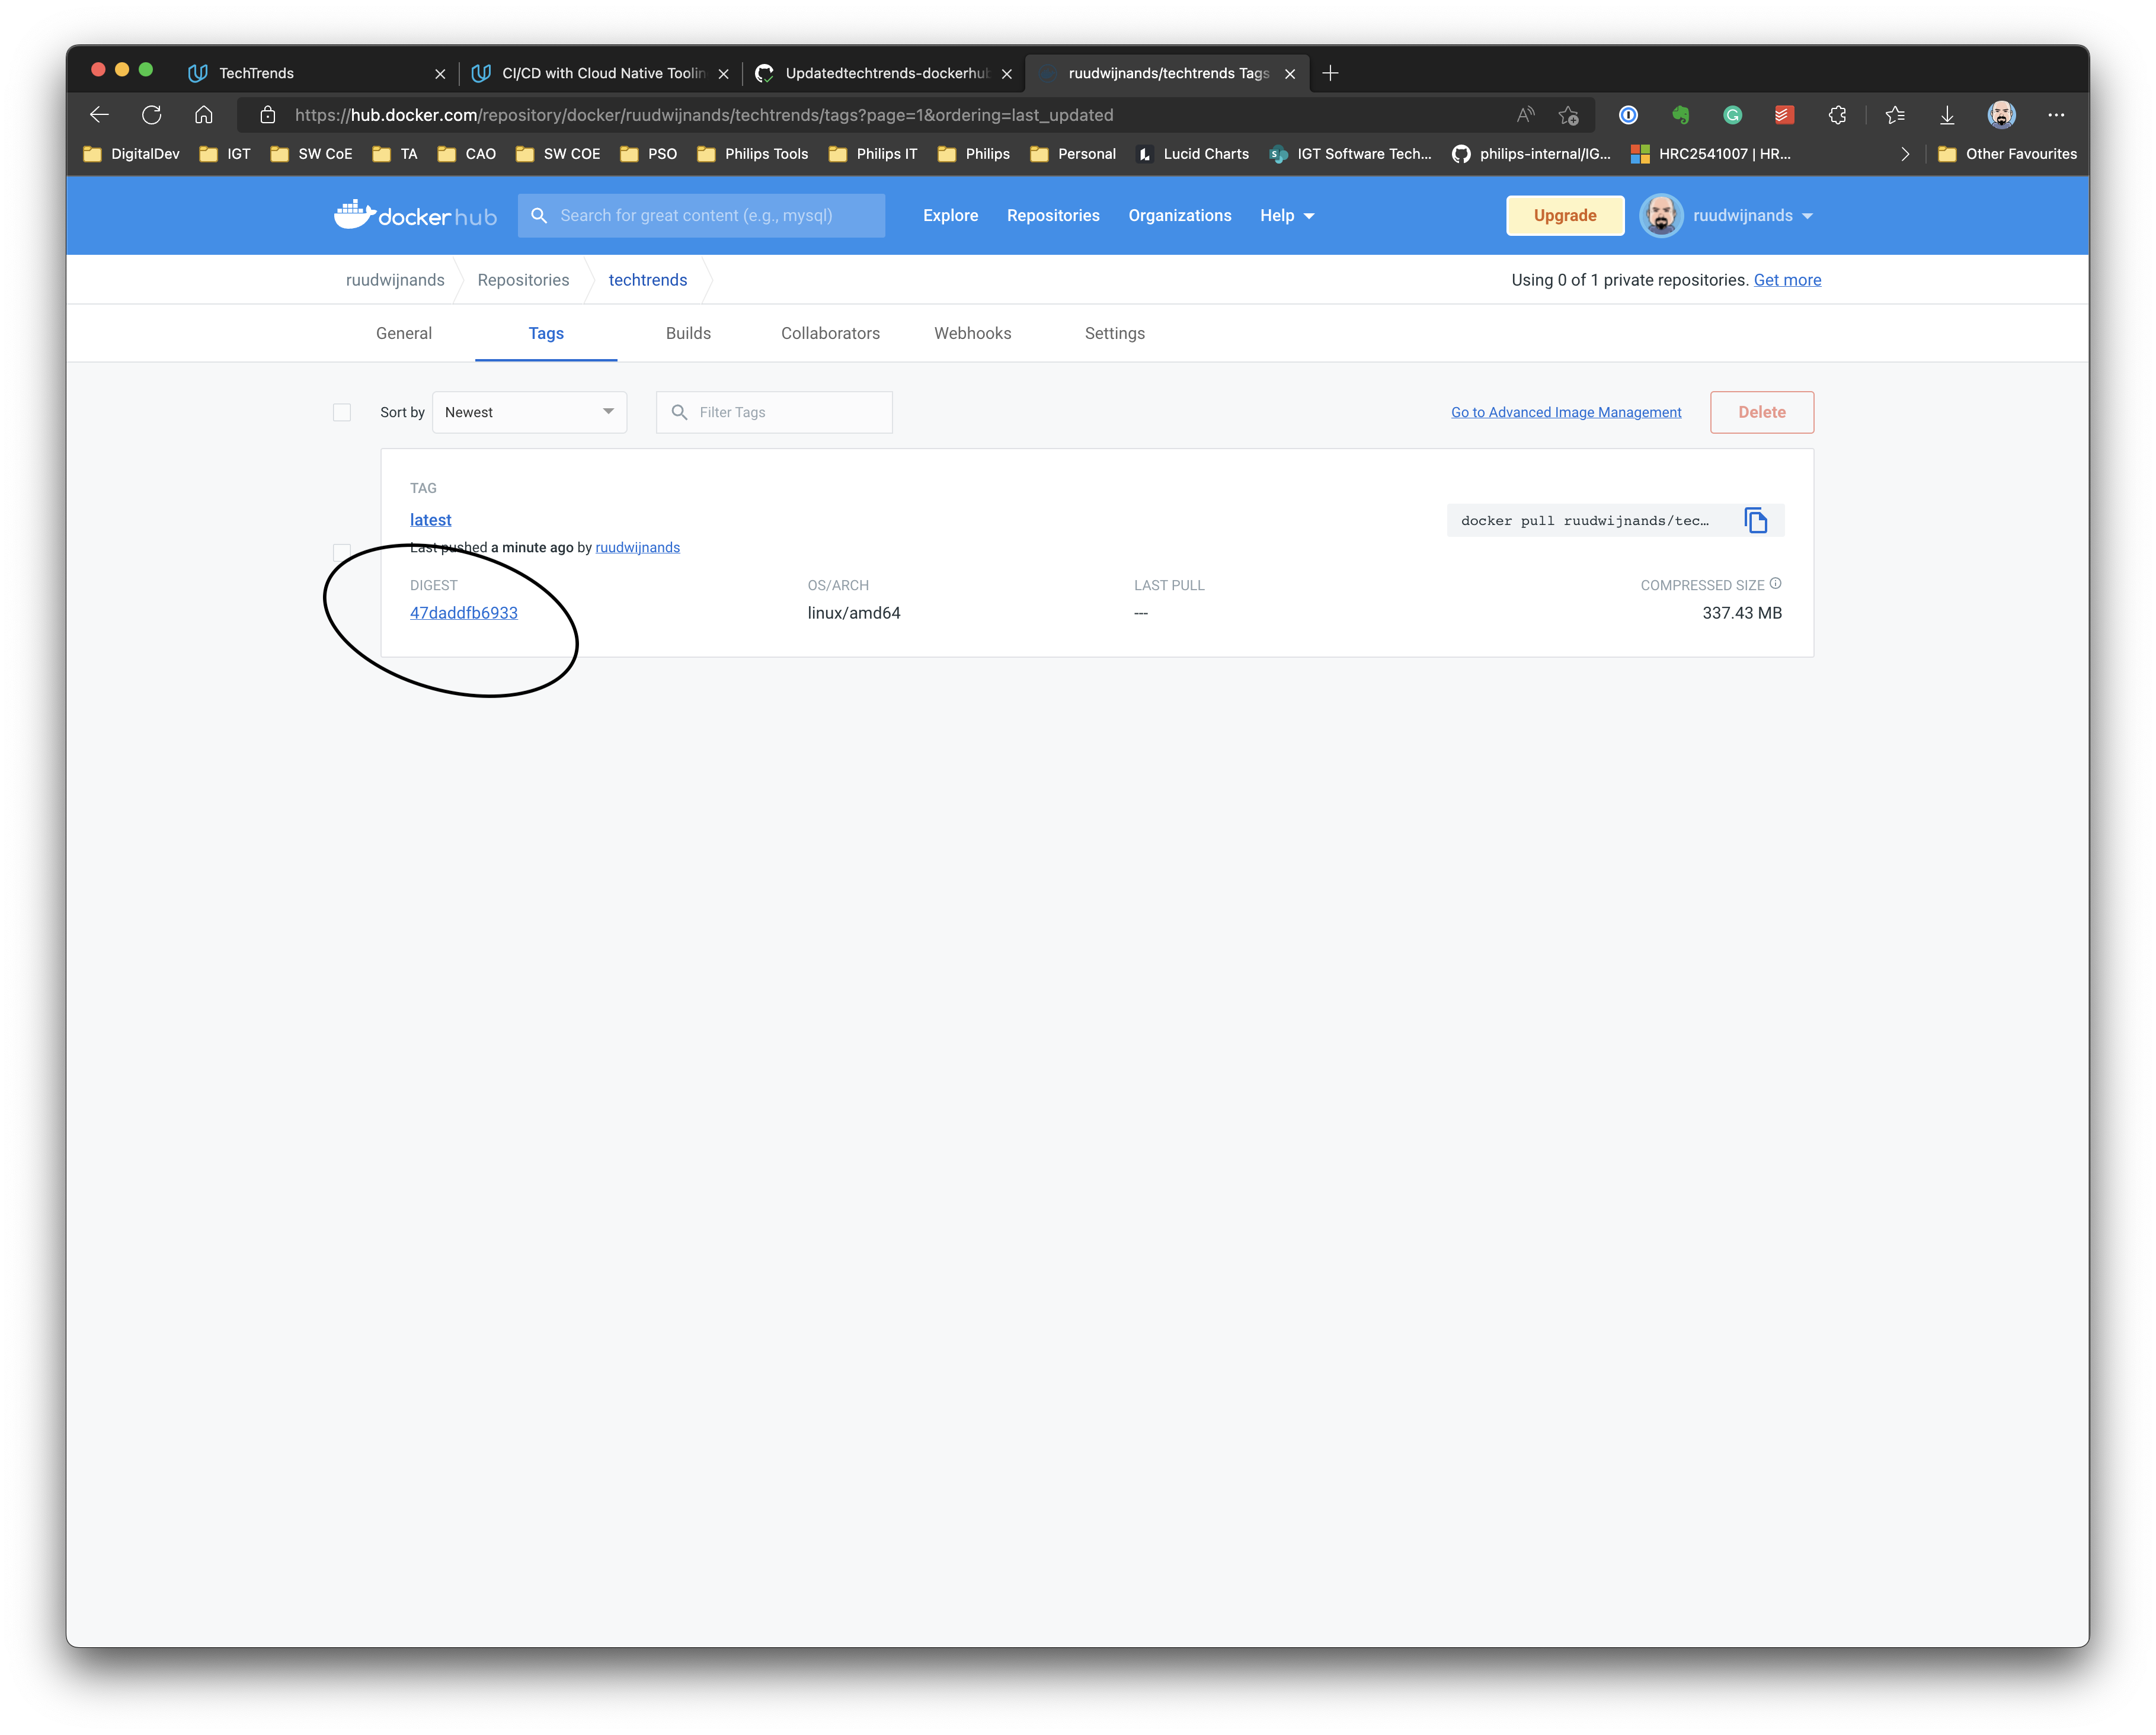 TechTrends
CI/CD with Cloud Native Toolin
Updatedtechtrends-dockerhub
ruudwijnands/techtrends Tags
https://hub.docker.com/repository/docker/ruudwijnands/techtrends/tags?page=1&ordering=last_updated
DigitalDev IGT SW CoE TA CAO SW COE PSO Philips Tools Philips IT Philips Personal Lucid Charts IGT Software Tech... philips-internal/IG... HRC2541007 | HR... Other Favourites
docker hub Search for great content (e.g., mysql) Explore Repositories Organizations Help Upgrade ruudwijnands
ruudwijnands Repositories techtrends Using 0 of 1 private repositories. Get more
General Tags Builds Collaborators Webhooks Settings
Sort by Newest Filter Tags Go to Advanced Image Management Delete
TAG
latest
docker pull ruudwijnands/tec...
Last pushed a minute ago by ruudwijnands
DIGEST OS/ARCH LAST PULL COMPRESSED SIZE
47daddfb6933 linux/amd64 --- 337.43 MB